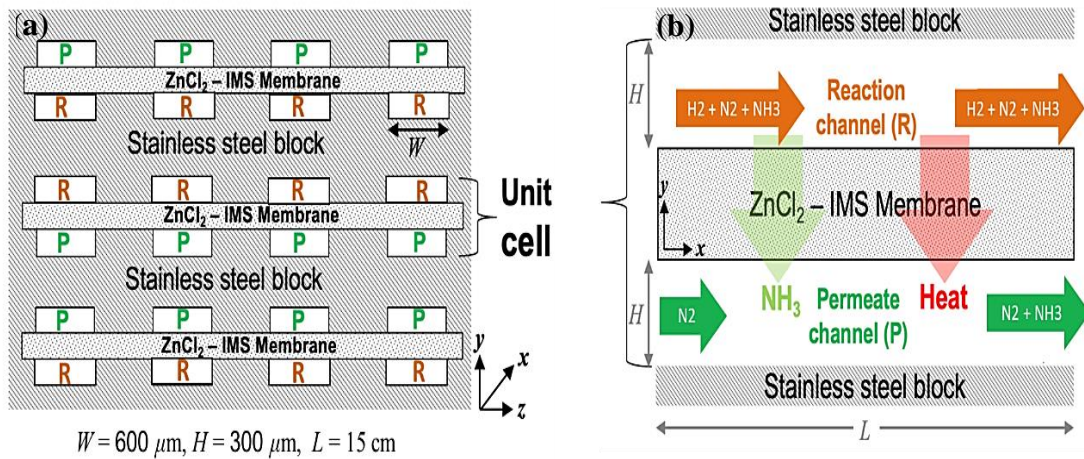 (a)
P P P P
ZnCl₂ – IMS Membrane
R R R R
Stainless steel block
W
R R R R
ZnCl₂ – IMS Membrane
P P P P
Unit
cell
Stainless steel block
P P P P
ZnCl₂ – IMS Membrane
R R R R
y
x
z
W = 600 μm, H = 300 μm, L = 15 cm
(b)
Stainless steel block
H
H2 + N2 + NH3
Reaction
channel (R)
H2 + N2 + NH3
ZnCl₂ – IMS Membrane
y
x
H
N2
NH₃
Permeate
channel (P)
Heat
N2 + NH3
Stainless steel block
L